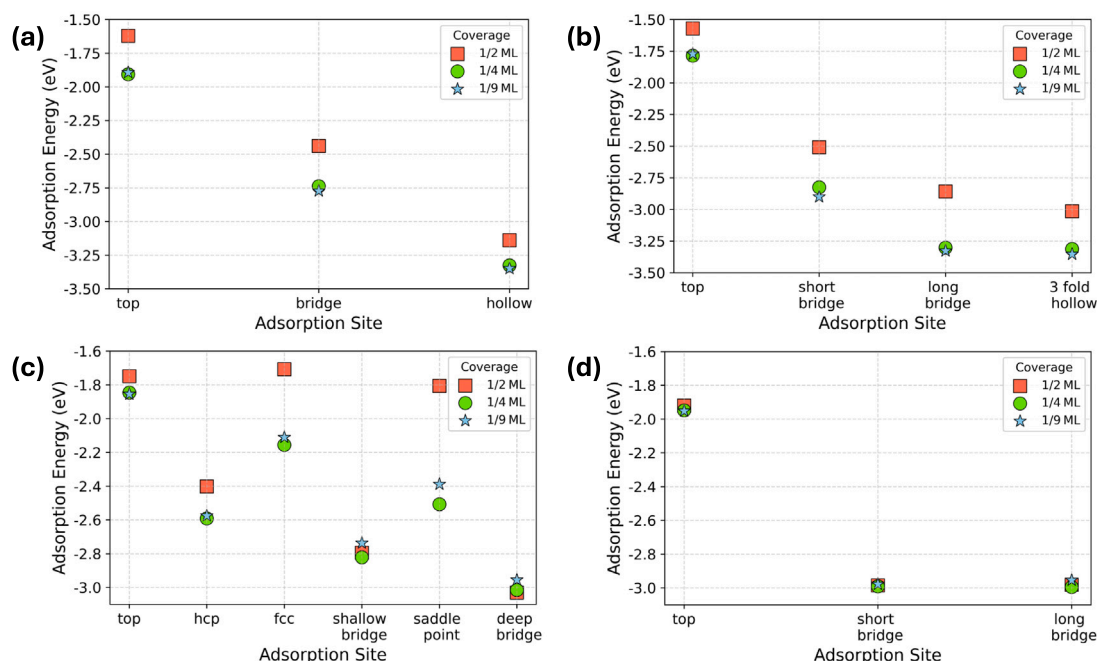 (a)
Adsorption Energy (eV)
-1.50
-1.75
-2.00
-2.25
-2.50
-2.75
-3.00
-3.25
-3.50
Coverage
1/2 ML
1/4 ML
1/9 ML
top bridge hollow
Adsorption Site
(b)
Adsorption Energy (eV)
-1.50
-1.75
-2.00
-2.25
-2.50
-2.75
-3.00
-3.25
-3.50
Coverage
1/2 ML
1/4 ML
1/9 ML
top short long 3 fold
bridge bridge hollow
Adsorption Site
(c)
Adsorption Energy (eV)
-1.6
-1.8
-2.0
-2.2
-2.4
-2.6
-2.8
-3.0
Coverage
1/2 ML
1/4 ML
1/9 ML
top hcp fcc shallow saddle deep
bridge point bridge
Adsorption Site
(d)
Adsorption Energy (eV)
-1.6
-1.8
-2.0
-2.2
-2.4
-2.6
-2.8
-3.0
Coverage
1/2 ML
1/4 ML
1/9 ML
top short long
bridge bridge
Adsorption Site